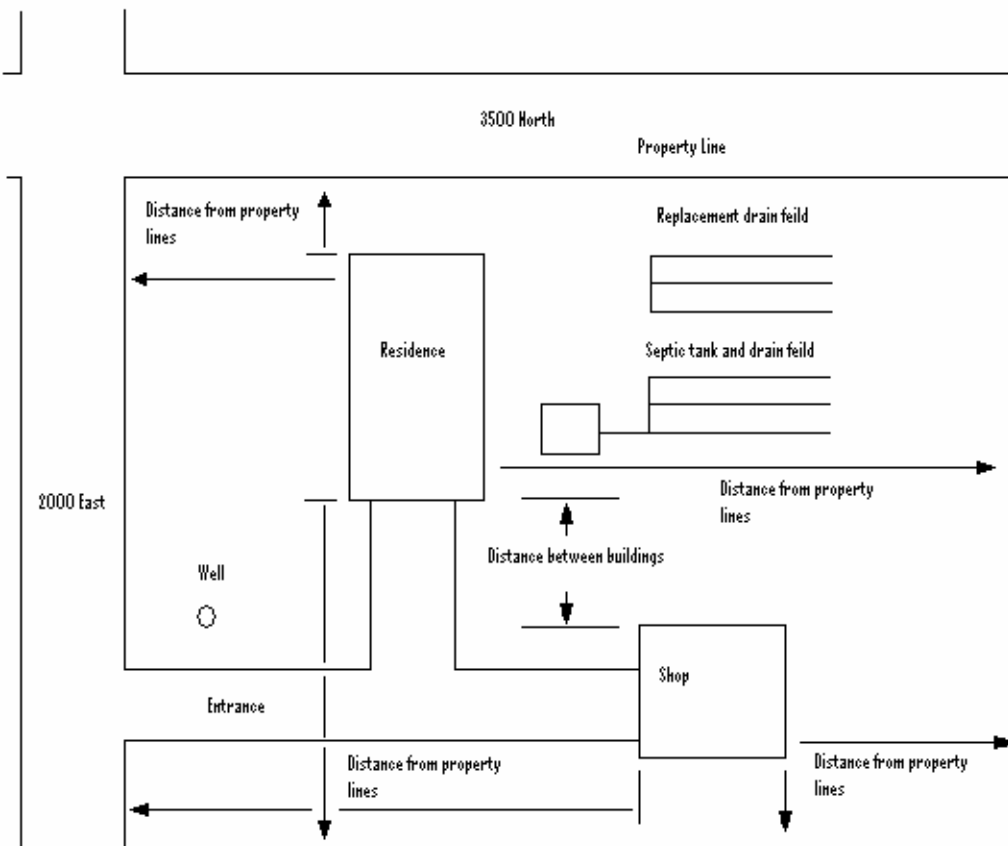 3500 North
Property Line
Distance from property
lines
Replacement drain feild
Residence
Septic tank and drain feild
2000 East
Distance from property
lines
Distance between buildings
Well
Shop
Entrance
Distance from property
lines
Distance from property
lines